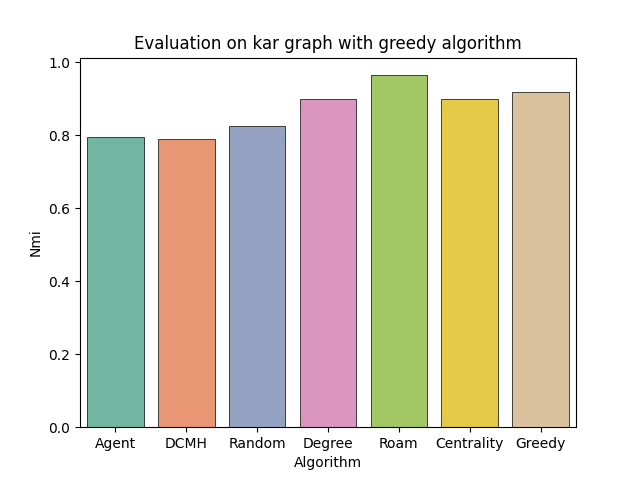 Evaluation on kar graph with greedy algorithm
1.0
0.8
0.6
0.4
0.2
0.0
Nmi
Agent DCMH Random Degree Roam Centrality Greedy
Algorithm